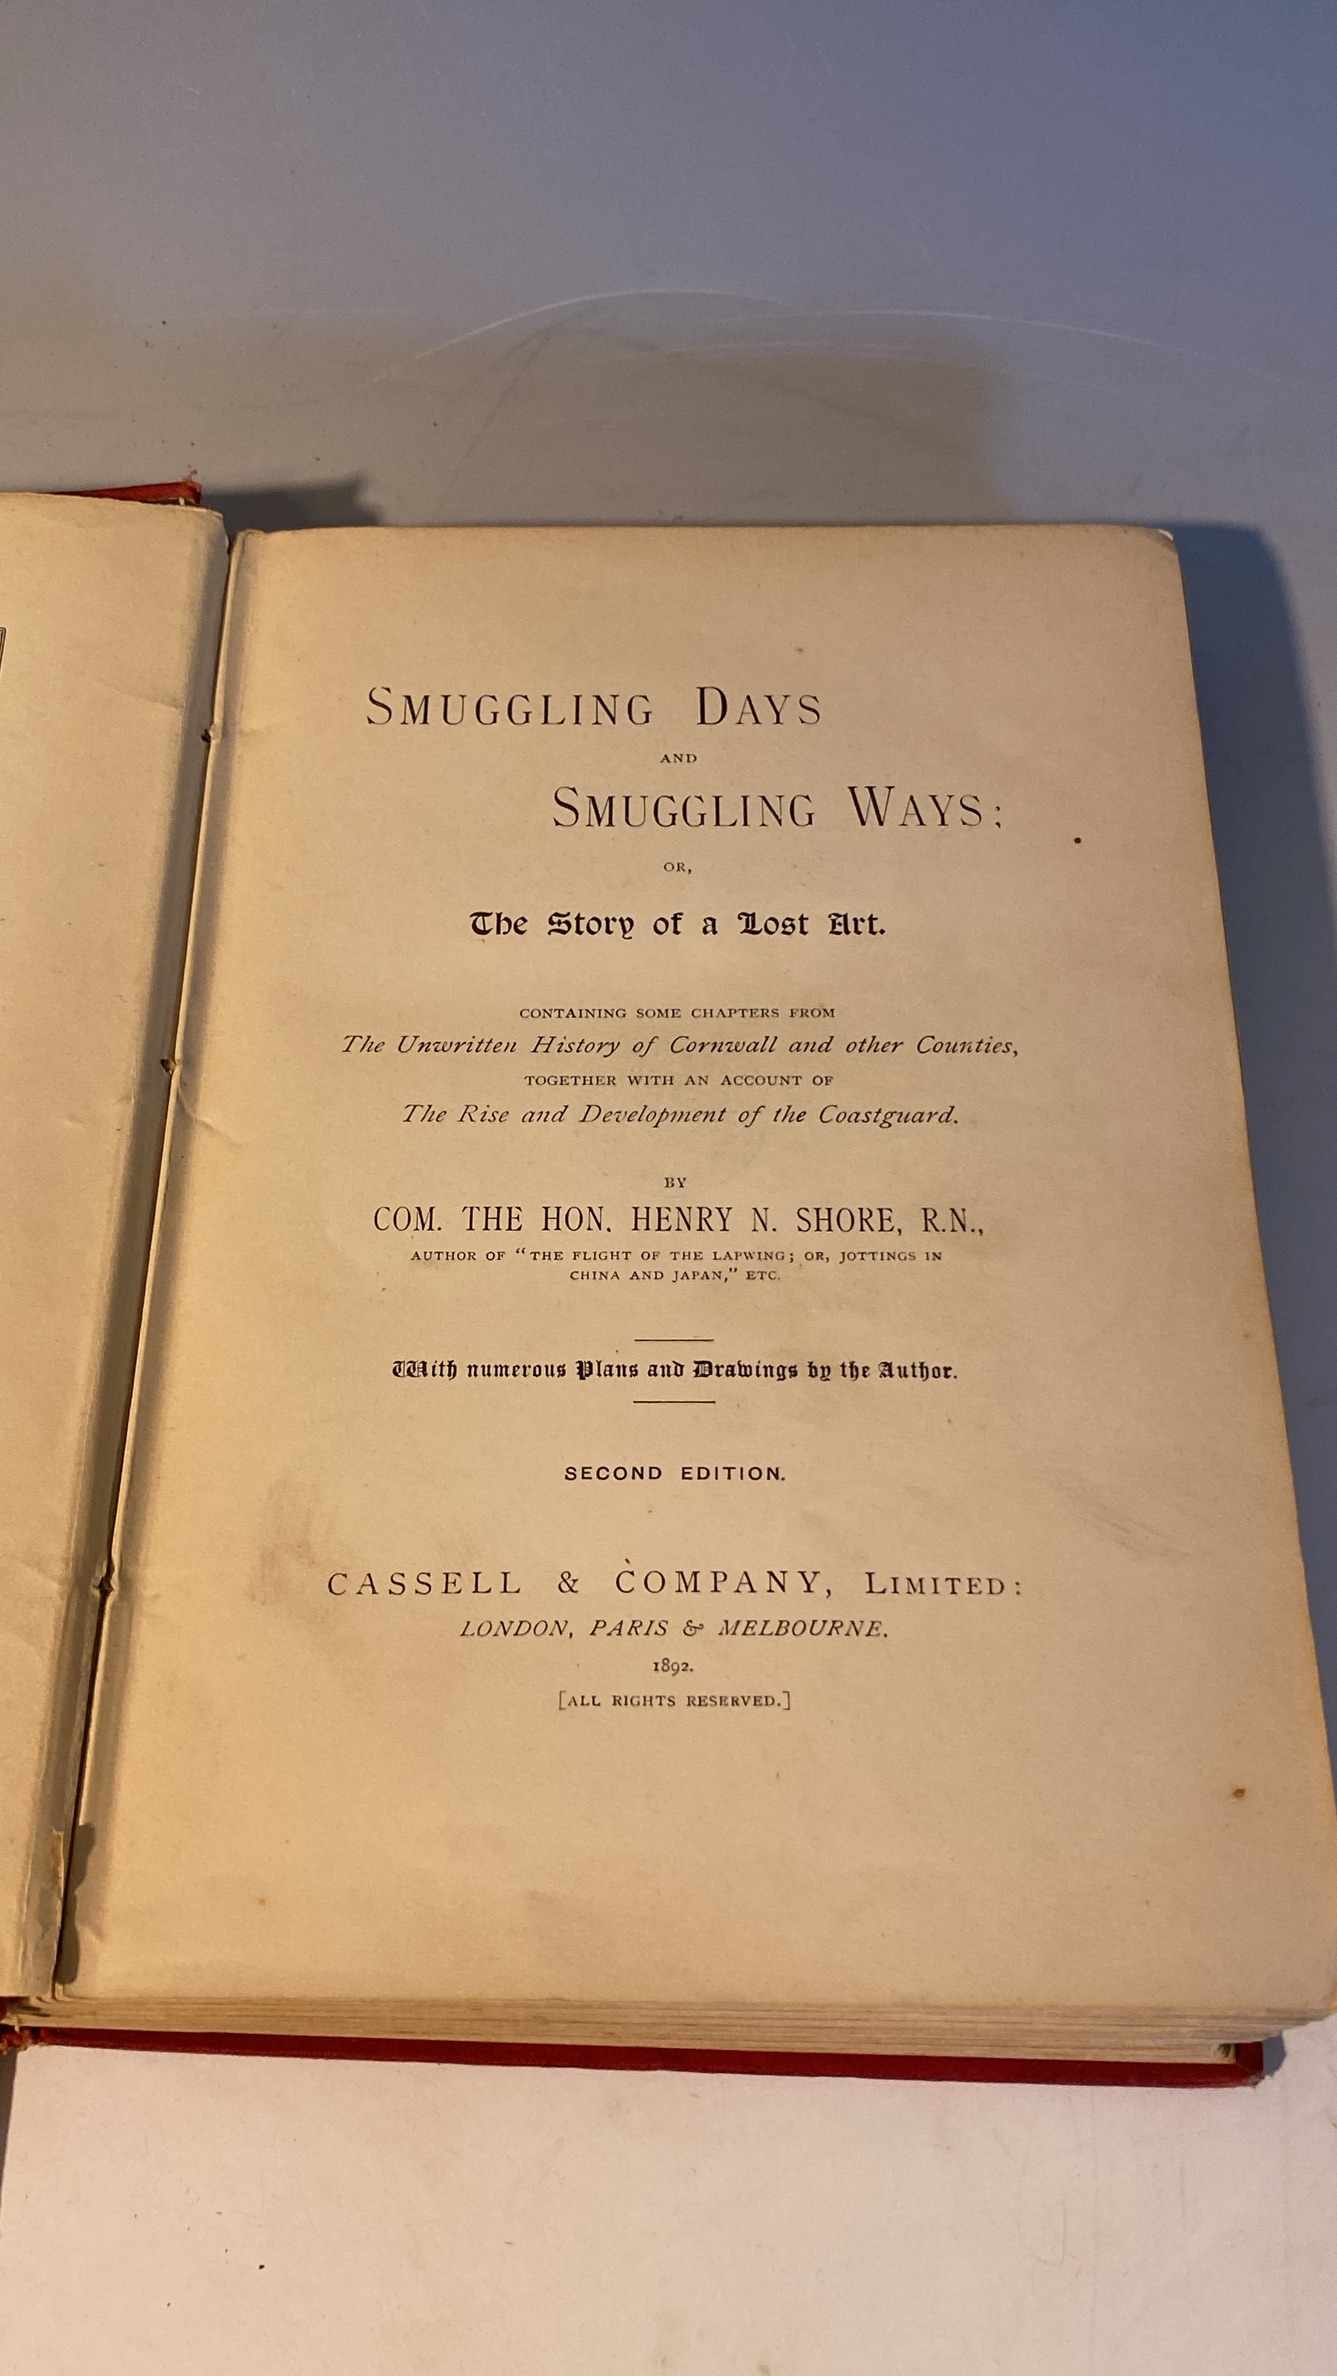 SMUGGLING DAYS
AND
SMUGGLING WAYS;
OR,
The Story of a Lost Art.
CONTAINING SOME CHAPTERS FROM
The Unwritten History of Cornwall and other Counties,
TOGETHER WITH AN ACCOUNT OF
The Rise and Development of the Coastguard.
BY
COM. THE HON. HENRY N. SHORE, R.N.,
AUTHOR OF "THE FLIGHT OF THE LAPWING; OR, JOTTINGS IN
CHINA AND JAPAN," ETC.
With numerous Plans and Drawings by the Author.
SECOND EDITION.
CASSELL & COMPANY, LIMITED:
LONDON, PARIS & MELBOURNE.
1892.
[ALL RIGHTS RESERVED.]